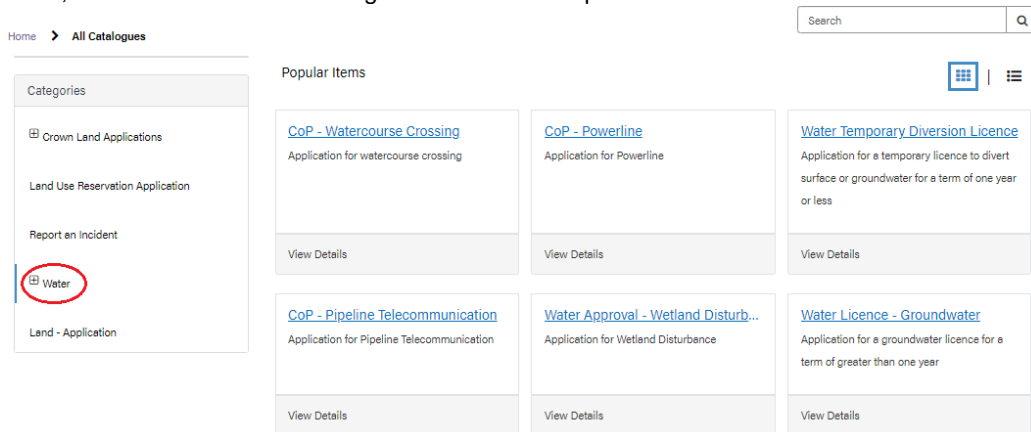 Search
Home > All Catalogues
Categories
Crown Land Applications
Land Use Reservation Application
Report an Incident
Water
Land - Application
Popular Items
CoP - Watercourse Crossing
Application for watercourse crossing
View Details
CoP - Powerline
Application for Powerline
View Details
Water Temporary Diversion Licence
Application for a temporary licence to divert
surface or groundwater for a term of one year
or less
View Details
CoP - Pipeline Telecommunication
Application for Pipeline Telecommunication
View Details
Water Approval - Wetland Disturb...
Application for Wetland Disturbance
View Details
Water Licence - Groundwater
Application for a groundwater licence for a
term of greater than one year
View Details